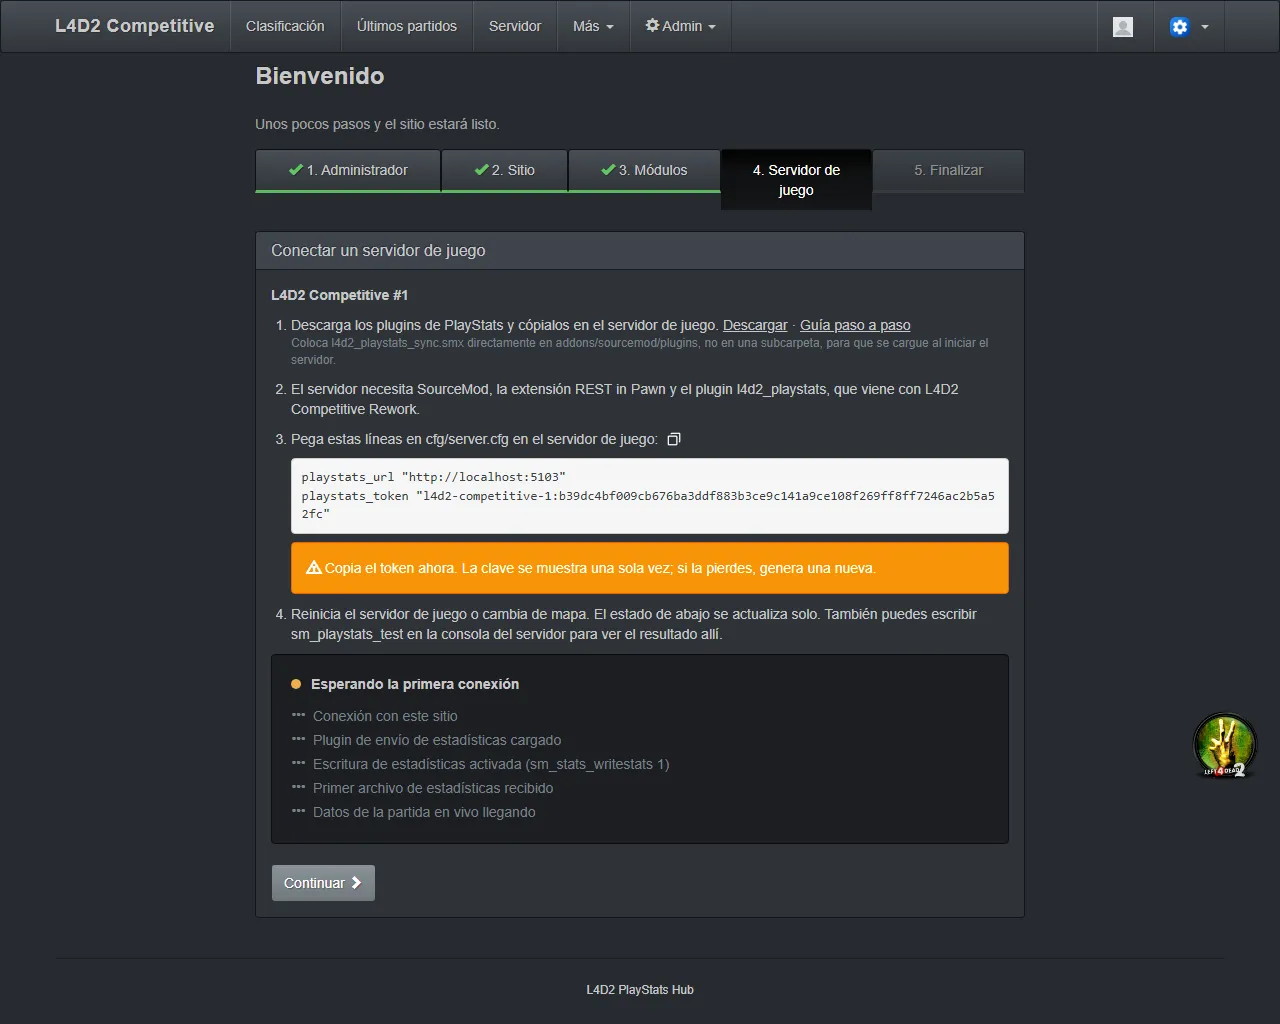 L4D2 Competitive
Clasificación
Últimos partidos
Servidor
Más
Admin
Bienvenido
Unos pocos pasos y el sitio estará listo.
1. Administrador
2. Sitio
3. Módulos
4. Servidor de
juego
5. Finalizar
Conectar un servidor de juego
L4D2 Competitive #1
1. Descarga los plugins de PlayStats y cópialos en el servidor de juego. Descargar · Guía paso a paso
Coloca l4d2_playstats_sync.smx directamente en addons/sourcemod/plugins, no en una subcarpeta, para que se cargue al iniciar el
servidor.
2. El servidor necesita SourceMod, la extensión REST in Pawn y el plugin l4d2_playstats, que viene con L4D2
Competitive Rework.
3. Pega estas líneas en cfg/server.cfg en el servidor de juego:
playstats_url "http://localhost:5103"
playstats_token "l4d2-competitive-1:b39dc4bf009cb676ba3ddf883b3ce9c141a9ce108f269ff8ff7246ac2b5a5
2fc"
Copia el token ahora. La clave se muestra una sola vez; si la pierdes, genera una nueva.
4. Reinicia el servidor de juego o cambia de mapa. El estado de abajo se actualiza solo. También puedes escribir
sm_playstats_test en la consola del servidor para ver el resultado allí.
Esperando la primera conexión
Conexión con este sitio
Plugin de envío de estadísticas cargado
Escritura de estadísticas activada (sm_stats_writestats 1)
Primer archivo de estadísticas recibido
Datos de la partida en vivo llegando
LEFT 4 DEAD 2
Continuar
L4D2 PlayStats Hub